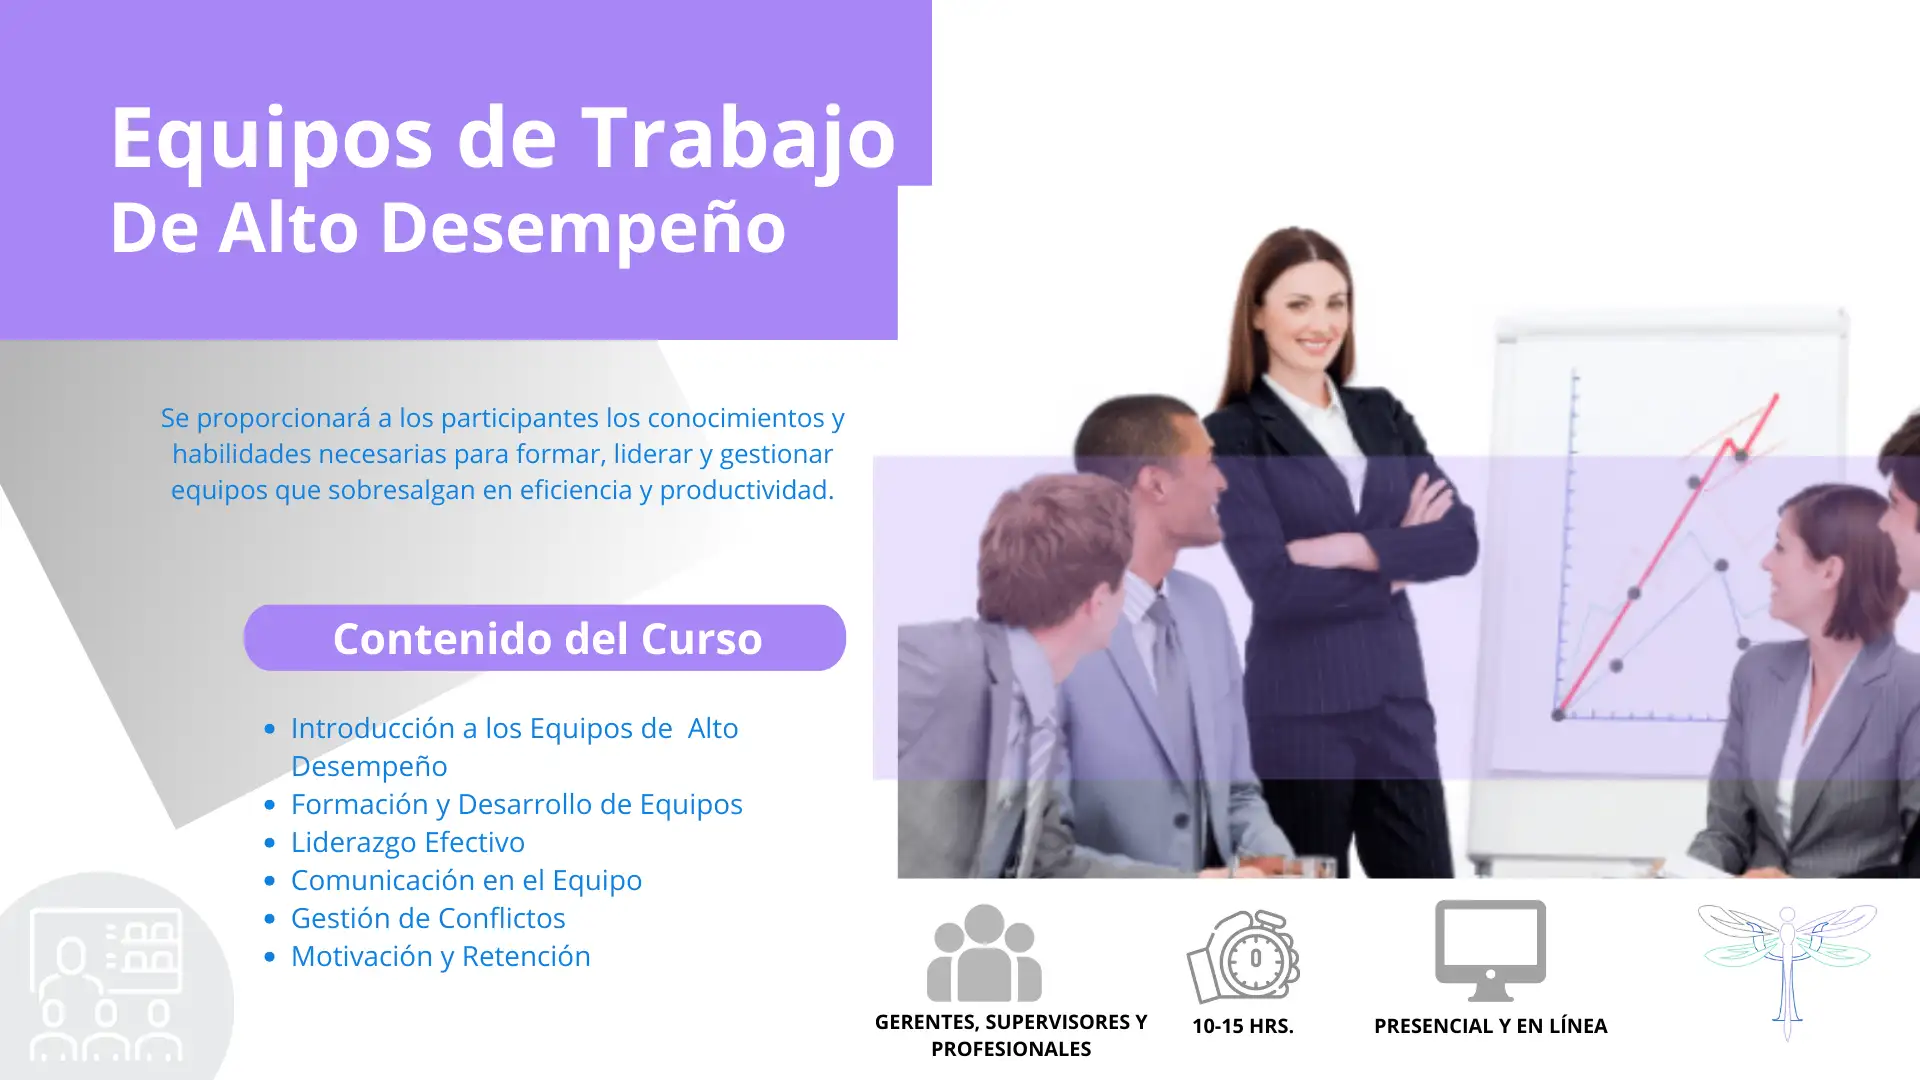 Equipos de Trabajo
De Alto Desempeño
Se proporcionará a los participantes los conocimientos y
habilidades necesarias para formar, liderar y gestionar
equipos que sobresalgan en eficiencia y productividad.
Contenido del Curso
• Introducción a los Equipos de  Alto
Desempeño
• Formación y Desarrollo de Equipos
• Liderazgo Efectivo
• Comunicación en el Equipo
• Gestión de Conflictos
• Motivación y Retención
GERENTES, SUPERVISORES Y
PROFESIONALES
10-15 HRS.
PRESENCIAL Y EN LÍNEA